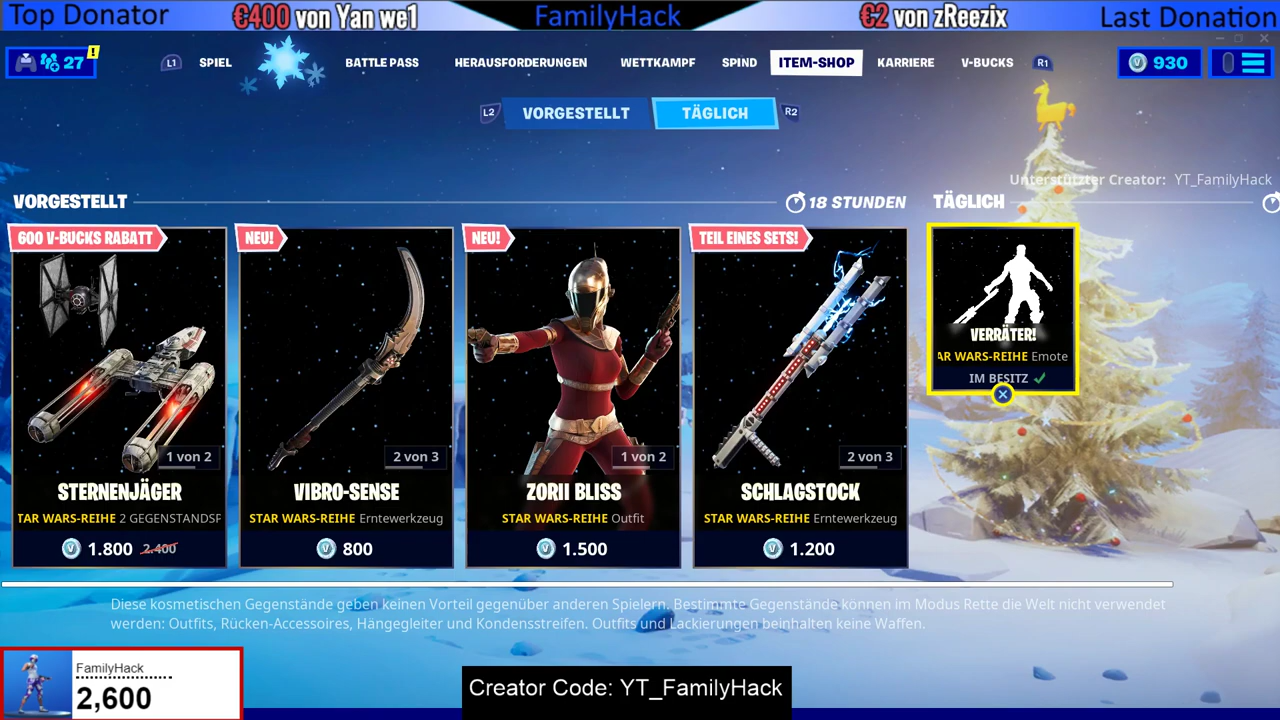 Top Donator
€400 von Yan we1
FamilyHack
€2 von zReezix
Last Donation
27
!
L1
SPIEL
BATTLE PASS
HERAUSFORDERUNGEN
WETTKAMPF
SPIND
ITEM-SHOP
KARRIERE
V-BUCKS
R1
930
L2
VORGESTELLT
TÄGLICH
R2
Unterstützter Creator: YT_FamilyHack
VORGESTELLT
18 STUNDEN
TÄGLICH
600 V-BUCKS RABATT
1 von 2
STERNENJÄGER
TAR WARS-REIHE 2 GEGENSTANDSF
1.800 2.400
NEU!
2 von 3
VIBRO-SENSE
STAR WARS-REIHE Erntewerkzeug
800
NEU!
1 von 2
ZORII BLISS
STAR WARS-REIHE Outfit
1.500
TEIL EINES SETS!
2 von 3
SCHLAGSTOCK
STAR WARS-REIHE Erntewerkzeug
1.200
VERRÄTER!
AR WARS-REIHE Emote
IM BESITZ
Diese kosmetischen Gegenstände geben keinen Vorteil gegenüber anderen Spielern. Bestimmte Gegenstände können im Modus Rette die Welt nicht verwendet
werden: Outfits, Rücken-Accessoires, Hängegleiter und Kondensstreifen. Outfits und Lackierungen beinhalten keine Waffen.
FamilyHack
2,600
Creator Code: YT_FamilyHack